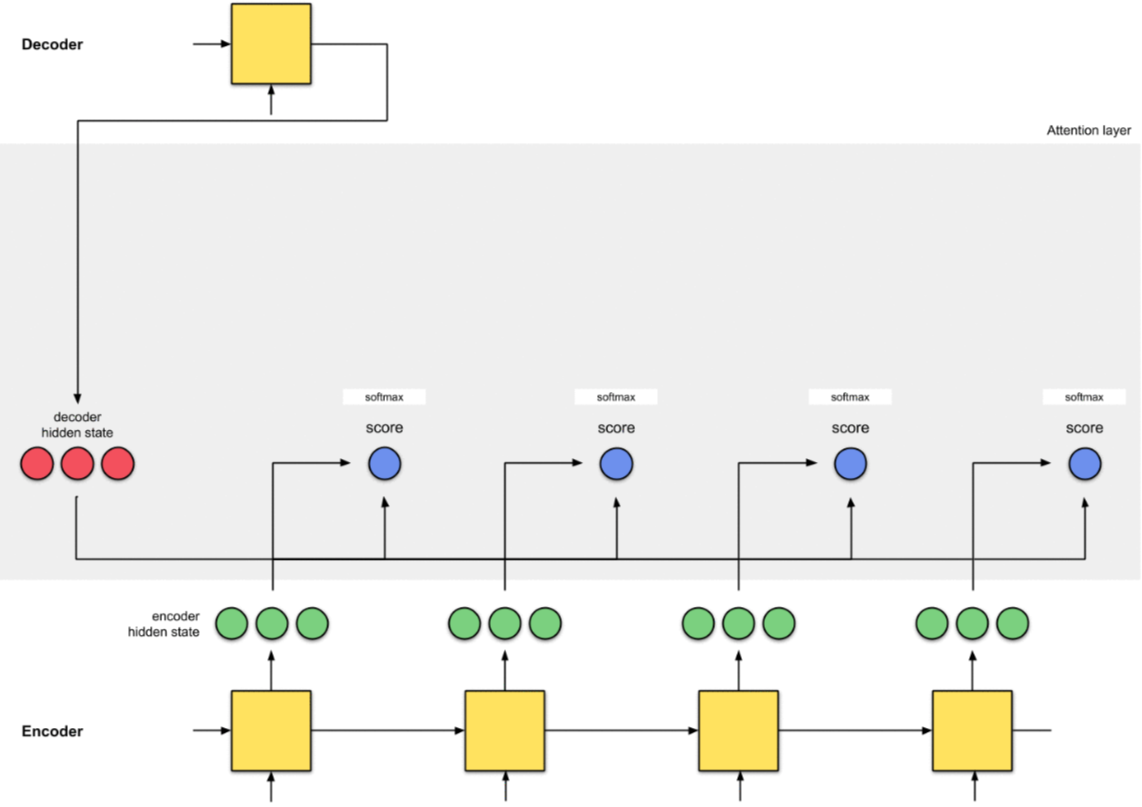 Decoder
Attention layer
softmax softmax softmax softmax
decoder
hidden state
score score score score
encoder
hidden state
Encoder